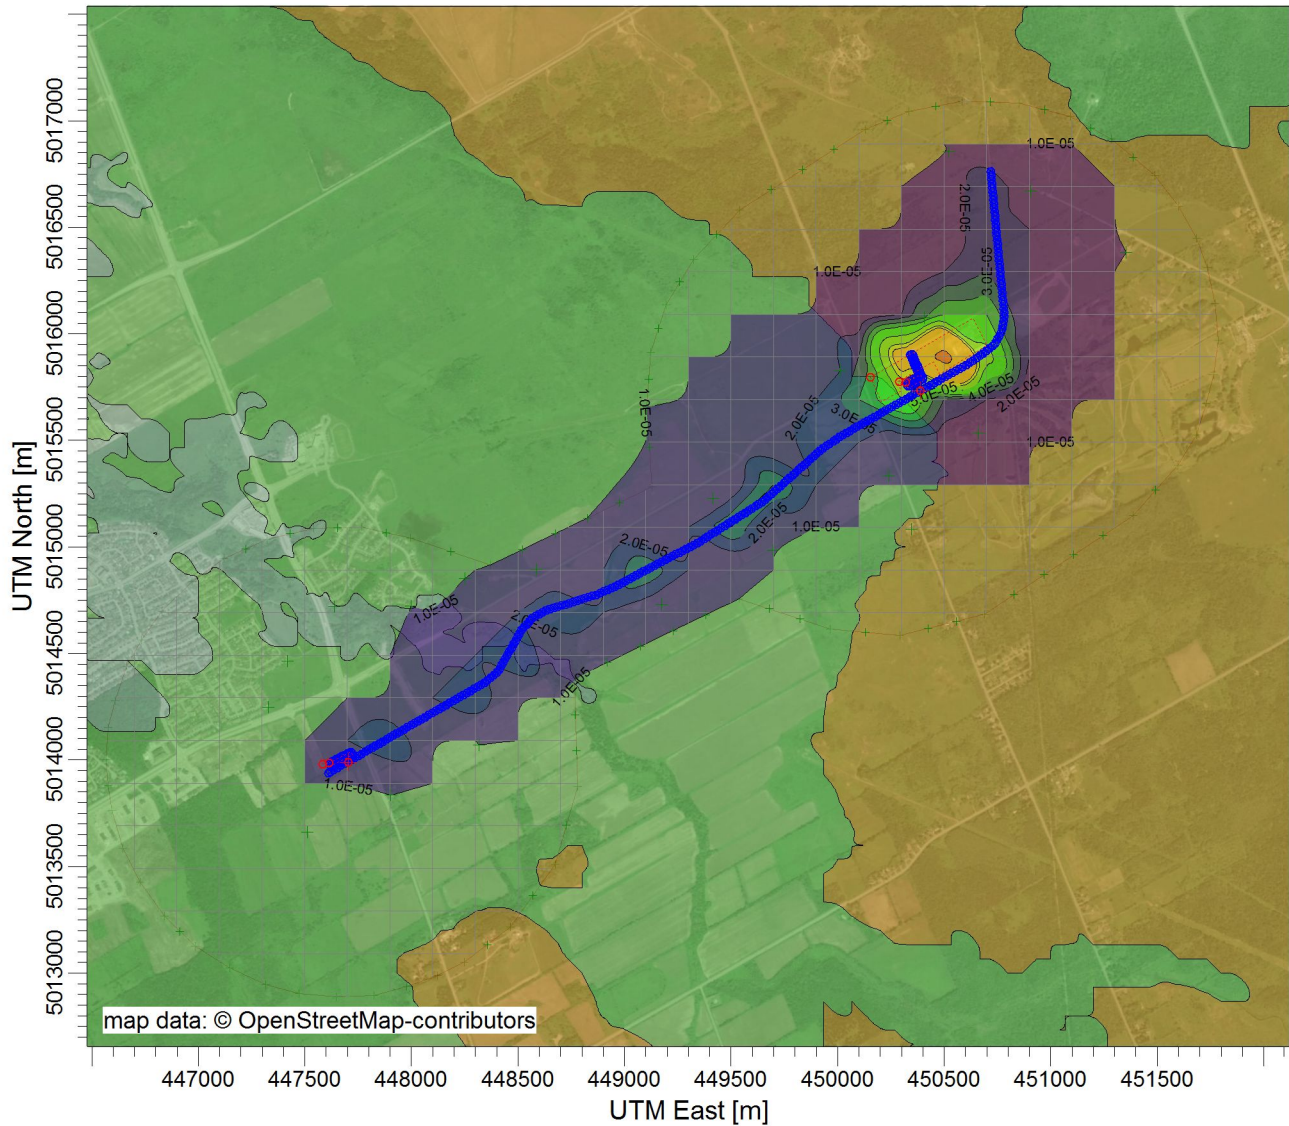 5017000
5016500
5016000
5015500
5015000
5014500
5014000
5013500
5013000
UTM North [m]
1.0E-05
2.0E-05
1.0E-05
3.0E-05
1.0E-05
2.0E-05
3.0E-05
5.0E-05
4.0E-05
2.0E-05
1.0E-05
2.0E-05
1.0E-05
2.0E-05
1.0E-05
2.0E-05
1.0E-05
1.0E-05
map data: © OpenStreetMap-contributors
447000 447500 448000 448500 449000 449500 450000 450500 451000 451500
UTM East [m]